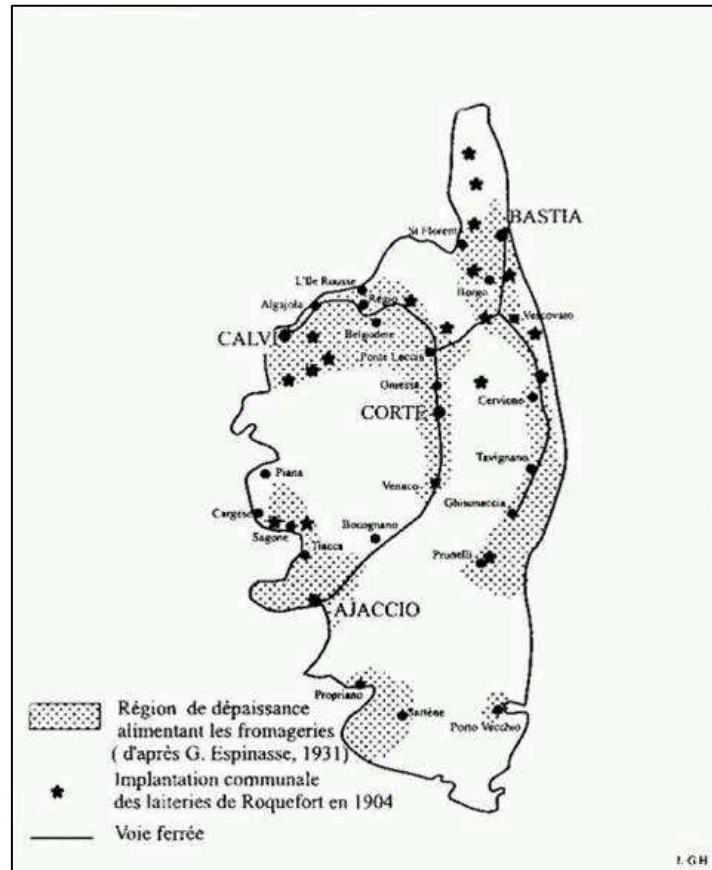 BASTIA
St Florent
Borgo
L'Ile Rousse
Algajola
Regio
Vescovato
CALVI
Belgodere
Ponte Leccia
Omessa
CORTE
Cervione
Piana
Venaco
Tavignano
Ghisonaccia
Cargese
Sagone
Bocognano
Tiacca
Prunelli
AJACCIO
Propriano
Sartène
Porto Vecchio
Région de dépaissance
alimentant les fromageries
( d'après G. Espinasse, 1931)
Implantation communale
des laiteries de Roquefort en 1904
Voie ferrée
L G H